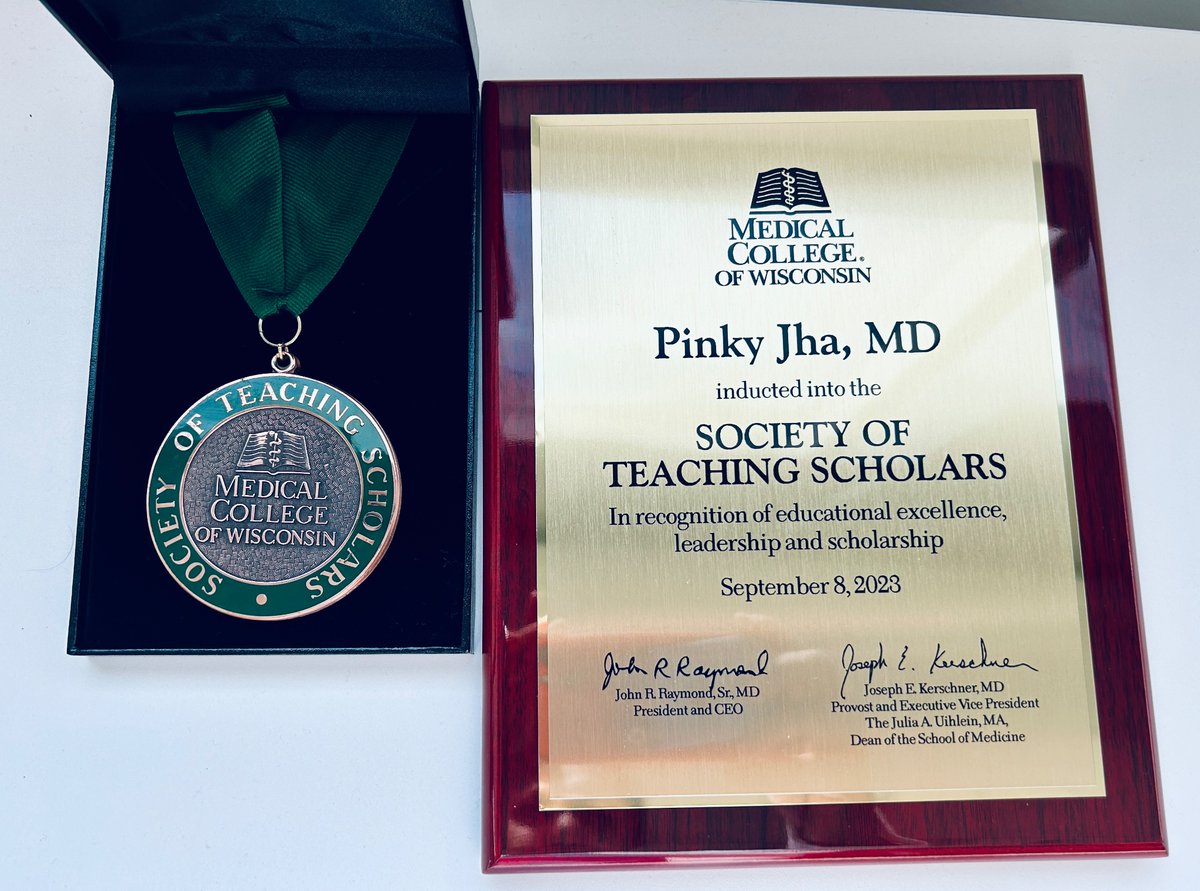 SOCIETY OF TEACHING SCHOLARS
MEDICAL
COLLEGE
OF WISCONSIN
MEDICAL
COLLEGE®
OF WISCONSIN
Pinky Jha, MD
inducted into the
SOCIETY OF
TEACHING SCHOLARS
In recognition of educational excellence,
leadership and scholarship
September 8, 2023
John R Raymond
John R. Raymond, Sr., MD
President and CEO
Joseph E. Kerschner
Joseph E. Kerschner, MD
Provost and Executive Vice President
The Julia A. Uihlein, MA,
Dean of the School of Medicine